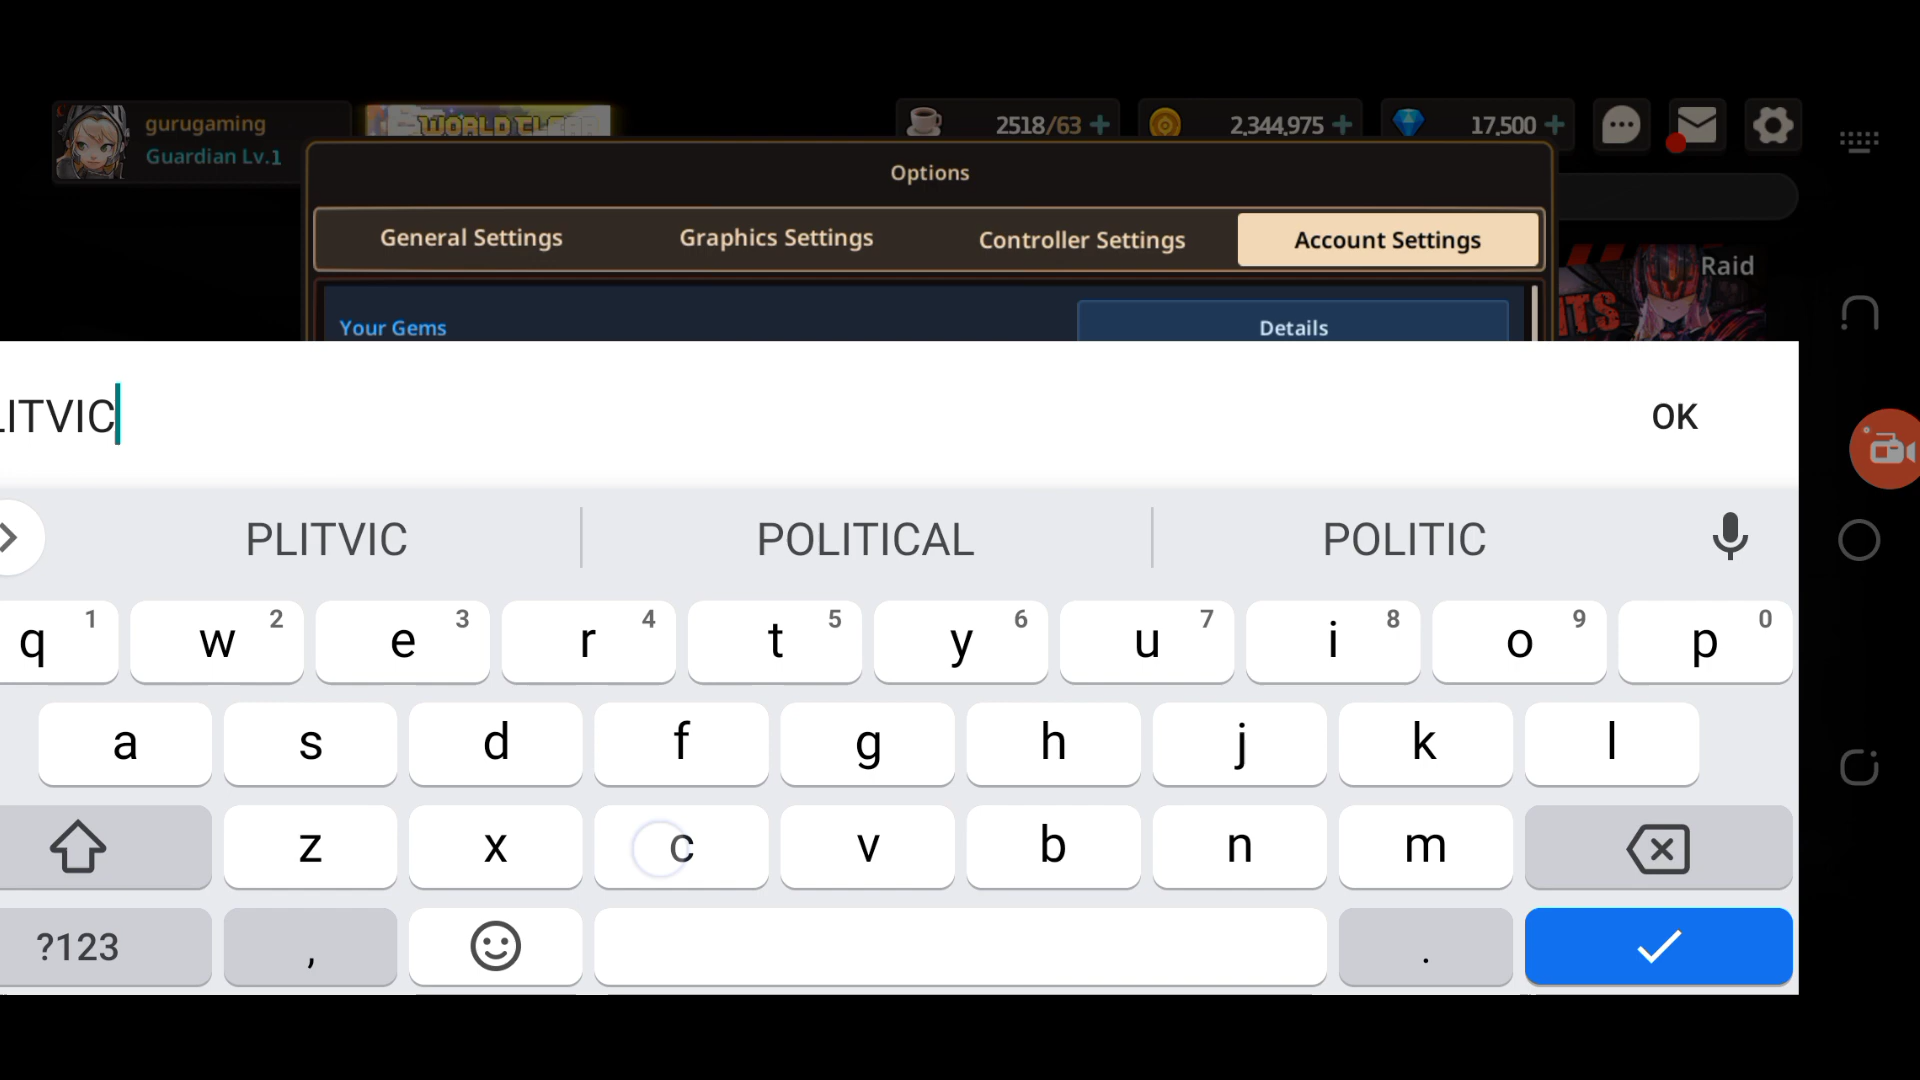 gurugaming
Guardian Lv.1
WORLD CLEAR
2518/63
2,344,975
17,500
Options
General Settings
Graphics Settings
Controller Settings
Account Settings
Raid
Your Gems
Details
LITVIC
OK
PLITVIC
POLITICAL
POLITIC
q 1 w 2 e 3 r 4 t 5 y 6 u 7 i 8 o 9 p 0
a s d f g h j k l
z x c v b n m
?123 , .